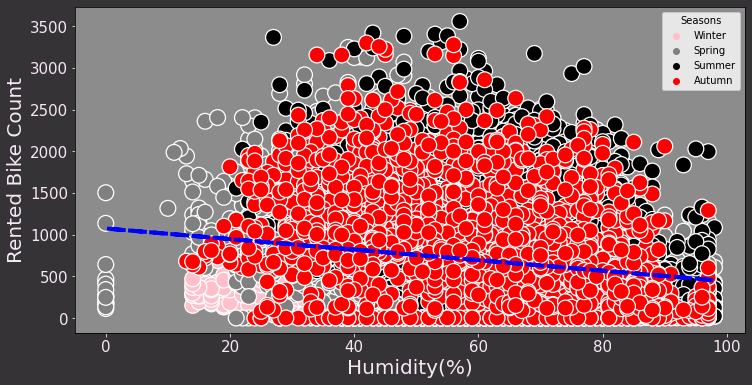 Seasons
Winter
Spring
Summer
Autumn
3500
3000
2500
2000
1500
1000
500
0
Rented Bike Count
0 20 40 60 80 100
Humidity(%)